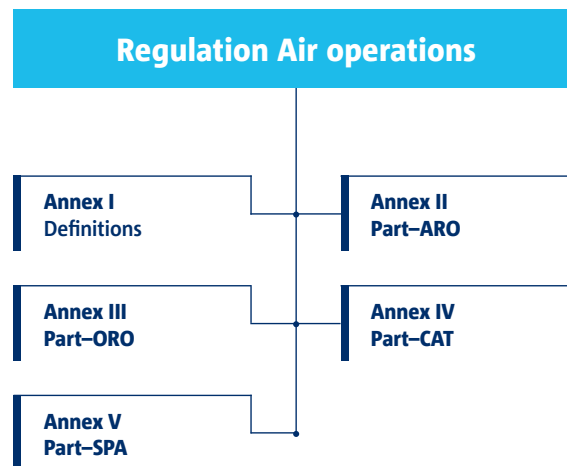 Regulation Air operations
Annex I
Definitions
Annex II
Part–ARO
Annex III
Part–ORO
Annex IV
Part–CAT
Annex V
Part–SPA